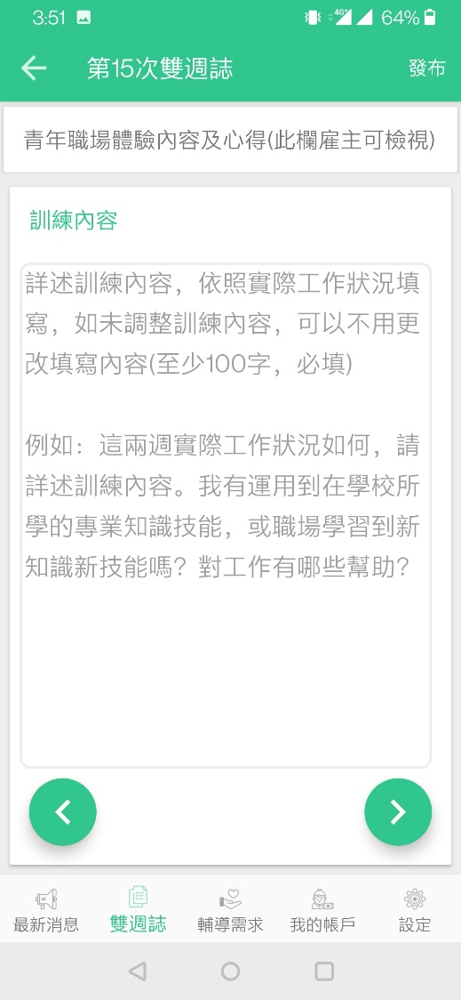 3:51
4G+
64%
第15次雙週誌
發布
青年職場體驗內容及心得(此欄雇主可檢視)
訓練內容
詳述訓練內容，依照實際工作狀況填
寫，如未調整訓練內容，可以不用更
改填寫內容(至少100字，必填)
例如：這兩週實際工作狀況如何，請
詳述訓練內容。我有運用到在學校所
學的專業知識技能，或職場學習到新
知識新技能嗎？對工作有哪些幫助？
最新消息
雙週誌
輔導需求
我的帳戶
設定